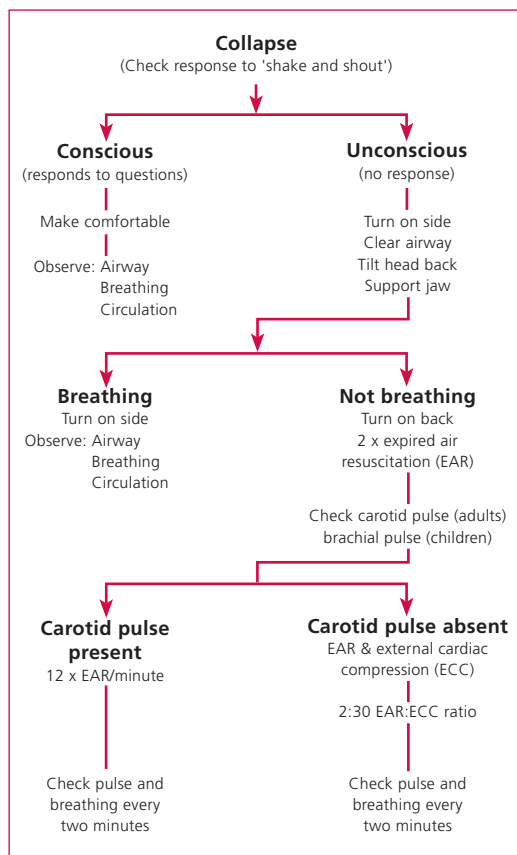 Collapse
(Check response to 'shake and shout')
Conscious
(responds to questions)
Make comfortable
Observe: Airway
Breathing
Circulation
Unconscious
(no response)
Turn on side
Clear airway
Tilt head back
Support jaw
Breathing
Turn on side
Observe: Airway
Breathing
Circulation
Not breathing
Turn on back
2 x expired air
resuscitation (EAR)
Check carotid pulse (adults)
brachial pulse (children)
Carotid pulse
present
12 x EAR/minute
Check pulse and
breathing every
two minutes
Carotid pulse absent
EAR & external cardiac
compression (ECC)
2:30 EAR:ECC ratio
Check pulse and
breathing every
two minutes